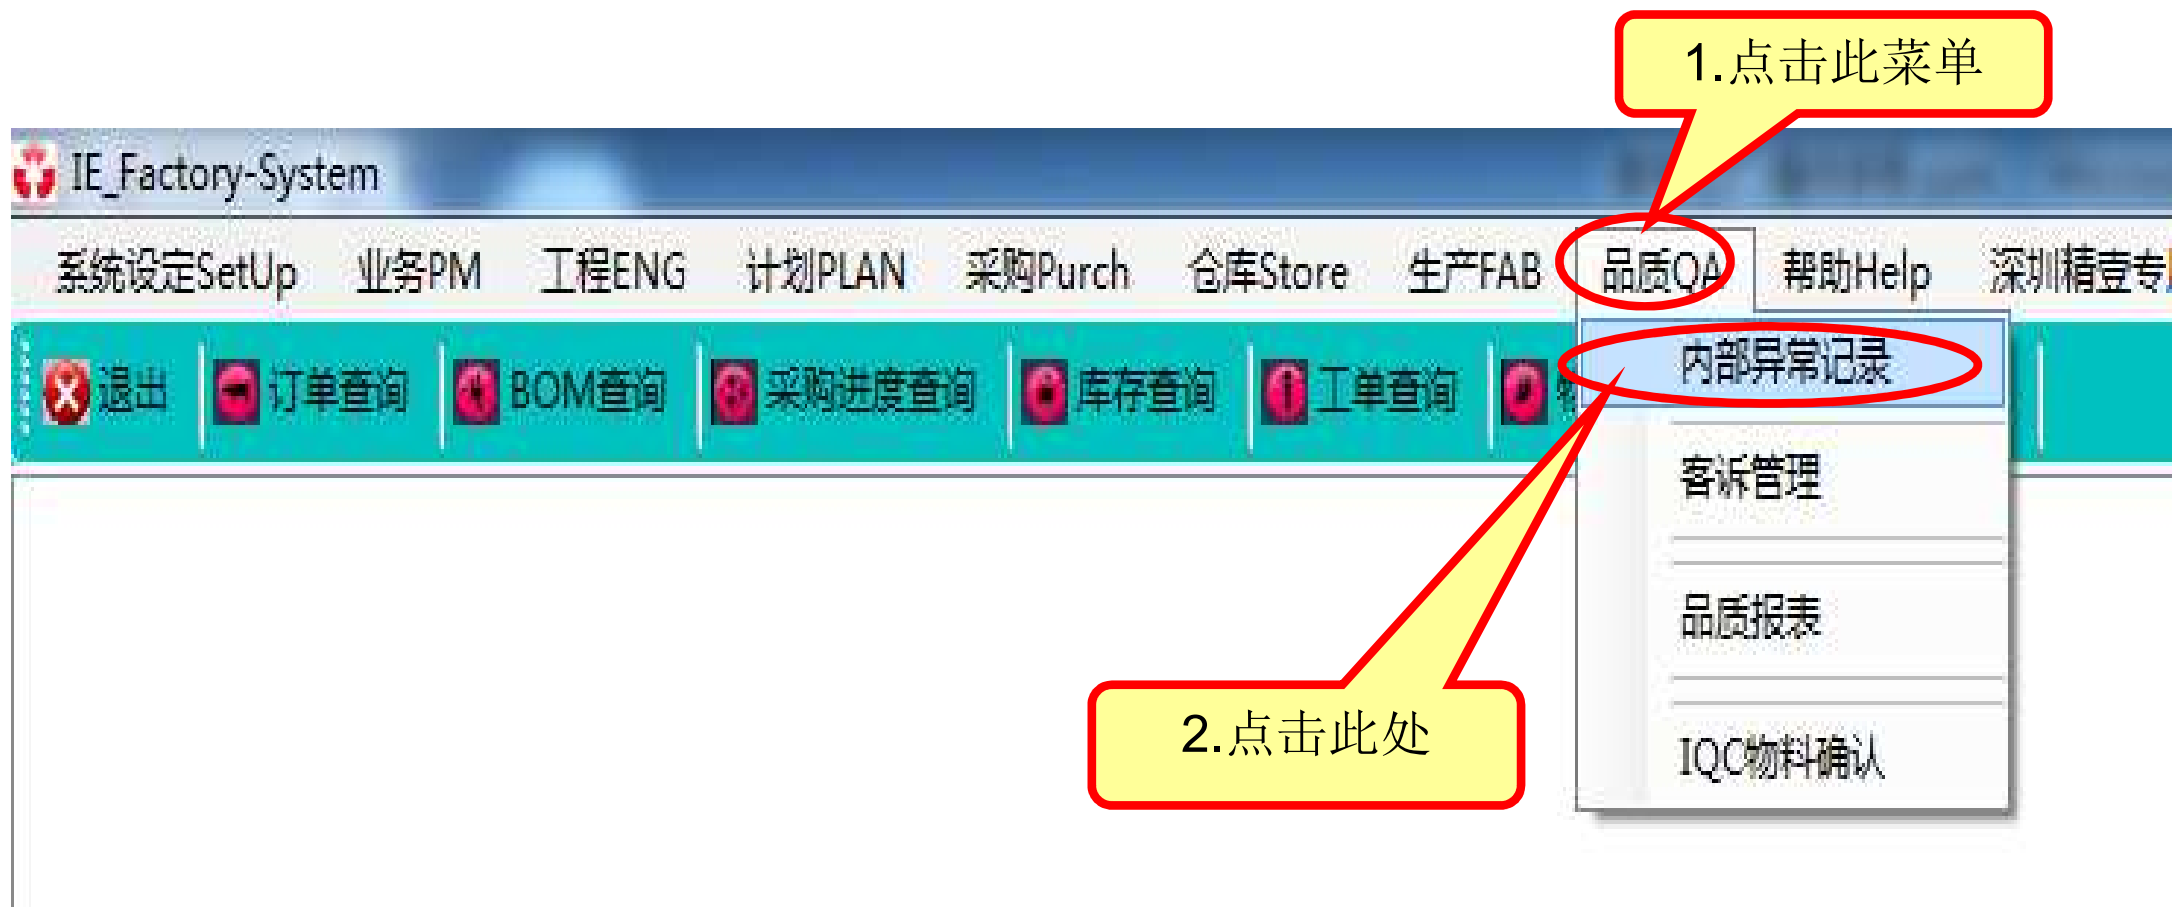 1.点击此菜单
IE_Factory-System
系统设定SetUp 业务PM 工程ENG 计划PLAN 采购Purch 仓库Store 生产FAB 品质QA 帮助Help 深圳精壹专
退出 订单查询 BOM查询 采购进度查询 库存查询 工单查询
内部异常记录
客诉管理
品质报表
2.点击此处
IQC物料确认